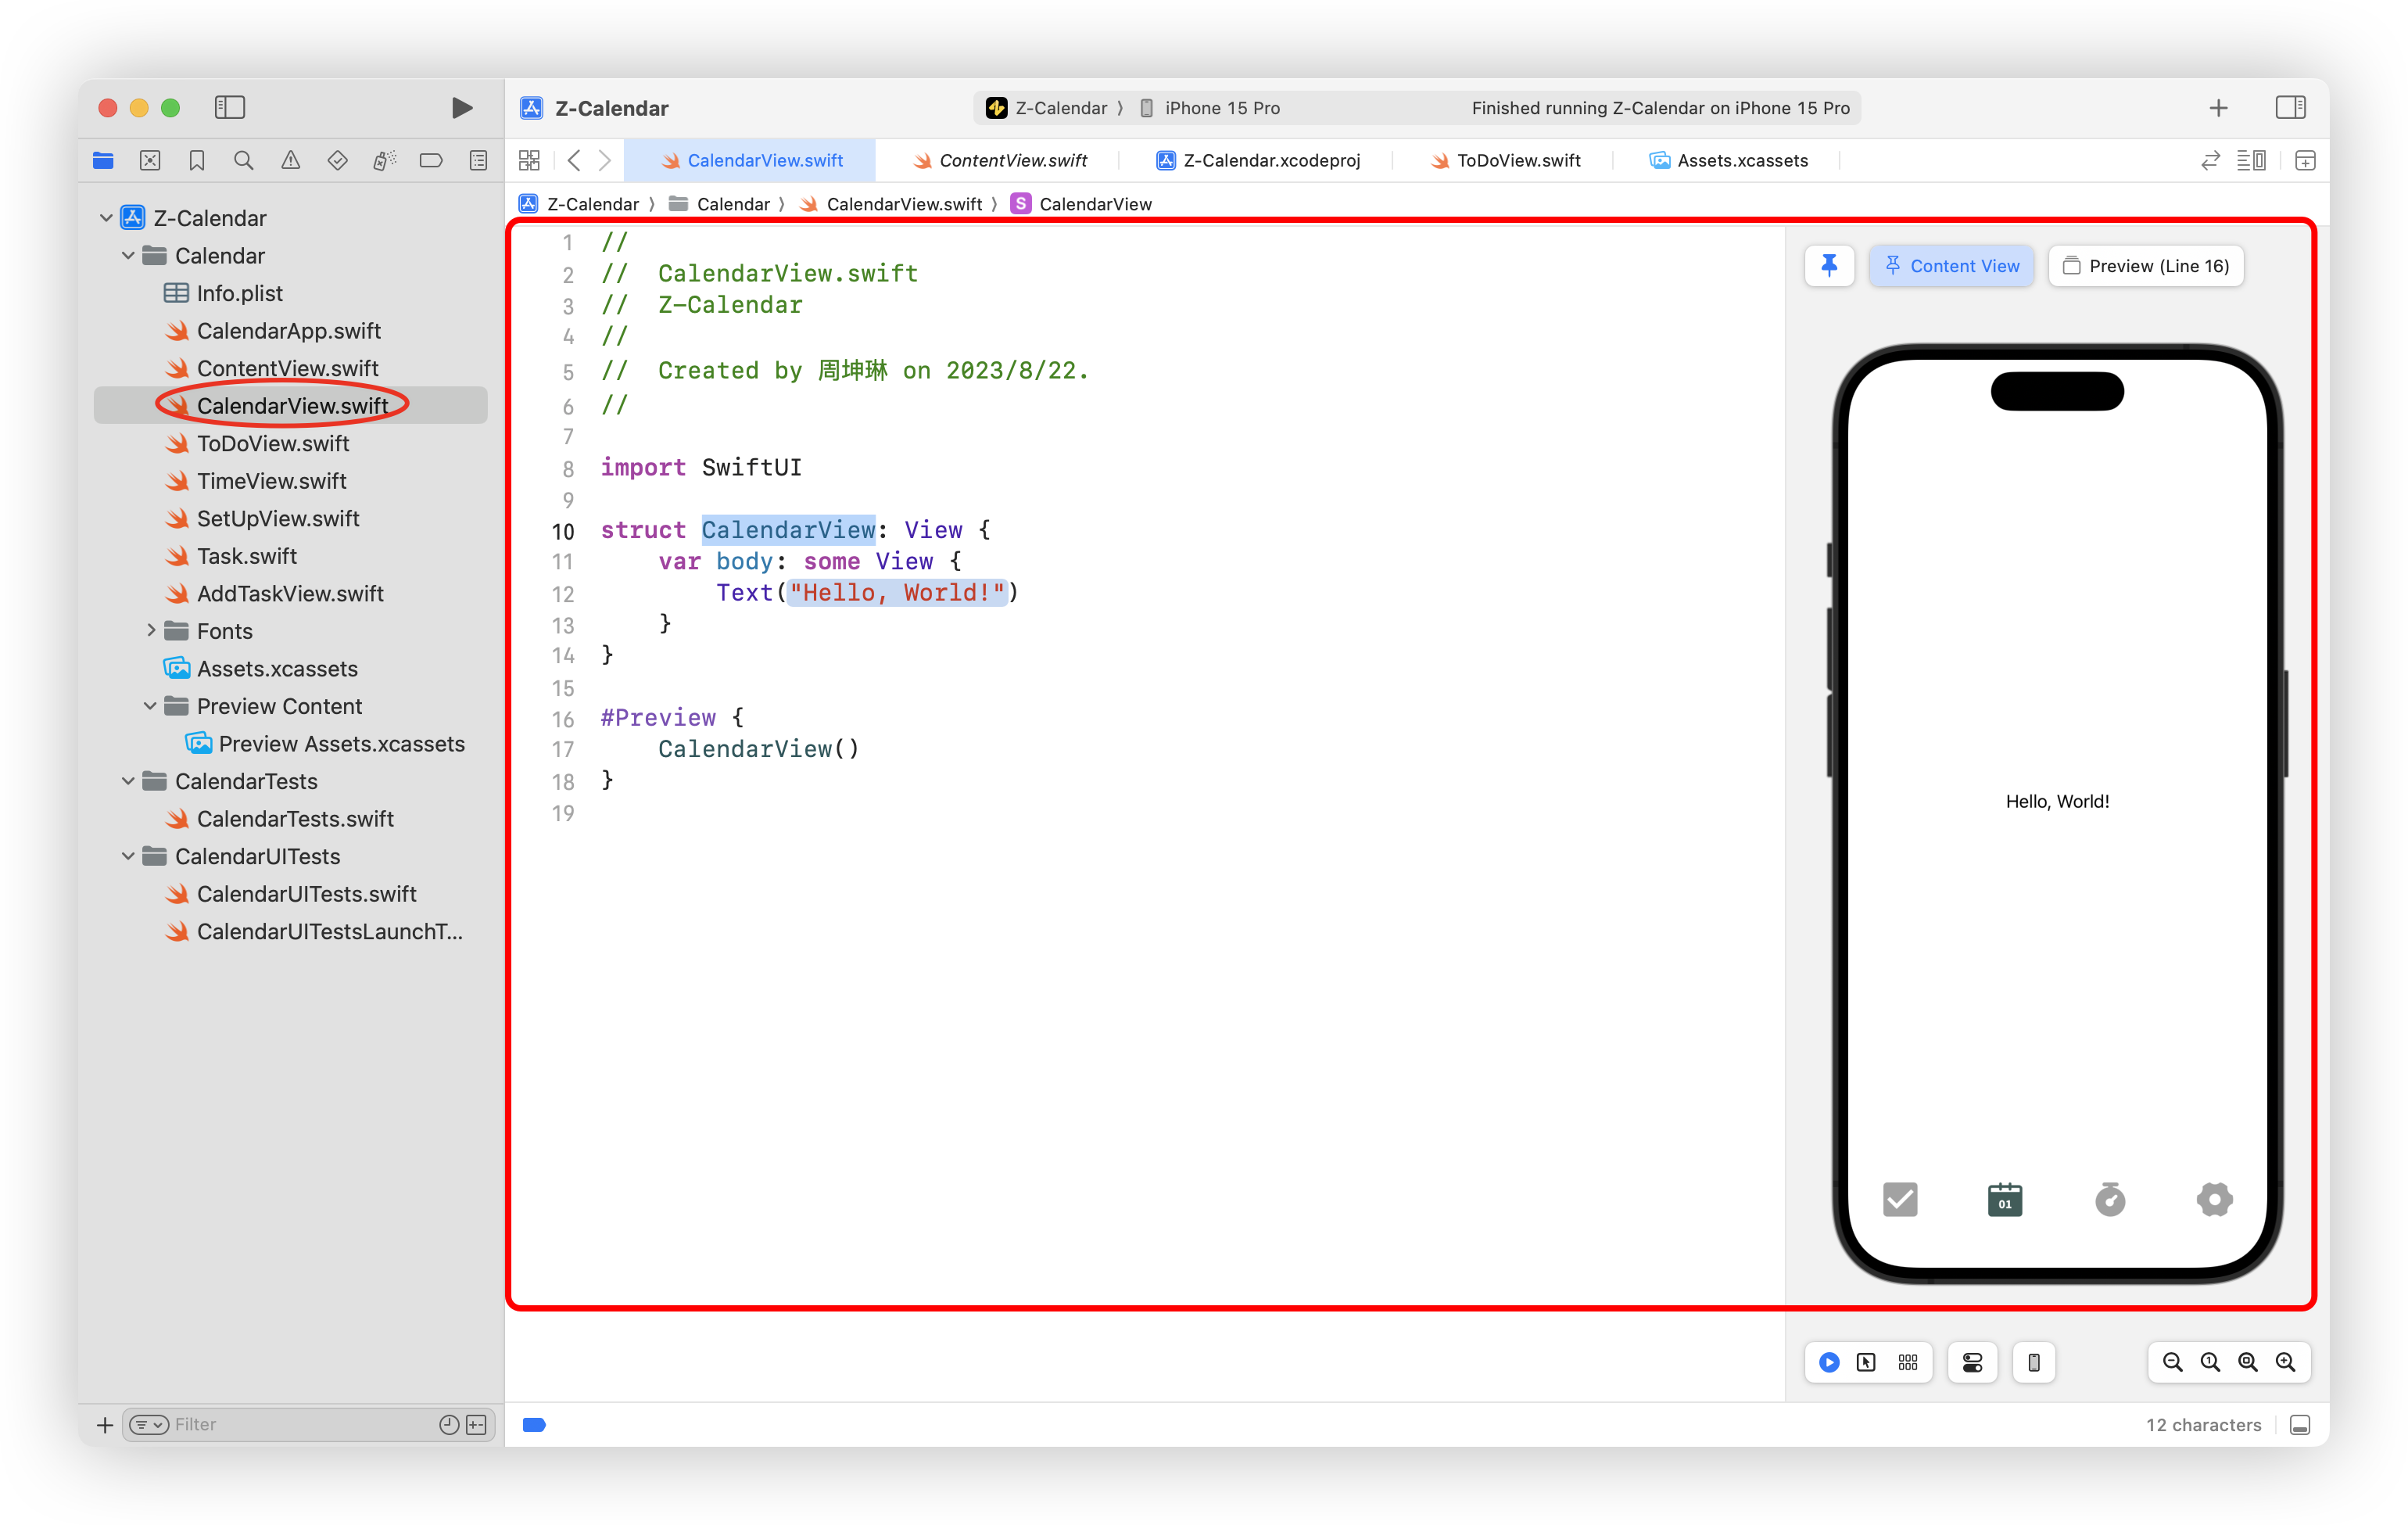 Z-Calendar
Z-Calendar 〉 iPhone 15 Pro
Finished running Z-Calendar on iPhone 15 Pro
CalendarView.swift
ContentView.swift
Z-Calendar.xcodeproj
ToDoView.swift
Assets.xcassets
Z-Calendar 〉 Calendar 〉 CalendarView.swift 〉 S CalendarView
Z-Calendar
Calendar
Info.plist
CalendarApp.swift
ContentView.swift
CalendarView.swift
ToDoView.swift
TimeView.swift
SetUpView.swift
Task.swift
AddTaskView.swift
Fonts
Assets.xcassets
Preview Content
Preview Assets.xcassets
CalendarTests
CalendarTests.swift
CalendarUITests
CalendarUITests.swift
CalendarUITestsLaunchT...
Filter
1 //
2 //  CalendarView.swift
3 //  Z-Calendar
4 //
5 //  Created by 周坤琳 on 2023/8/22.
6 //
7
8 import SwiftUI
9
10 struct CalendarView: View {
11     var body: some View {
12         Text("Hello, World!")
13     }
14 }
15
16 #Preview {
17     CalendarView()
18 }
19
Content View
Preview (Line 16)
Hello, World!
01
12 characters